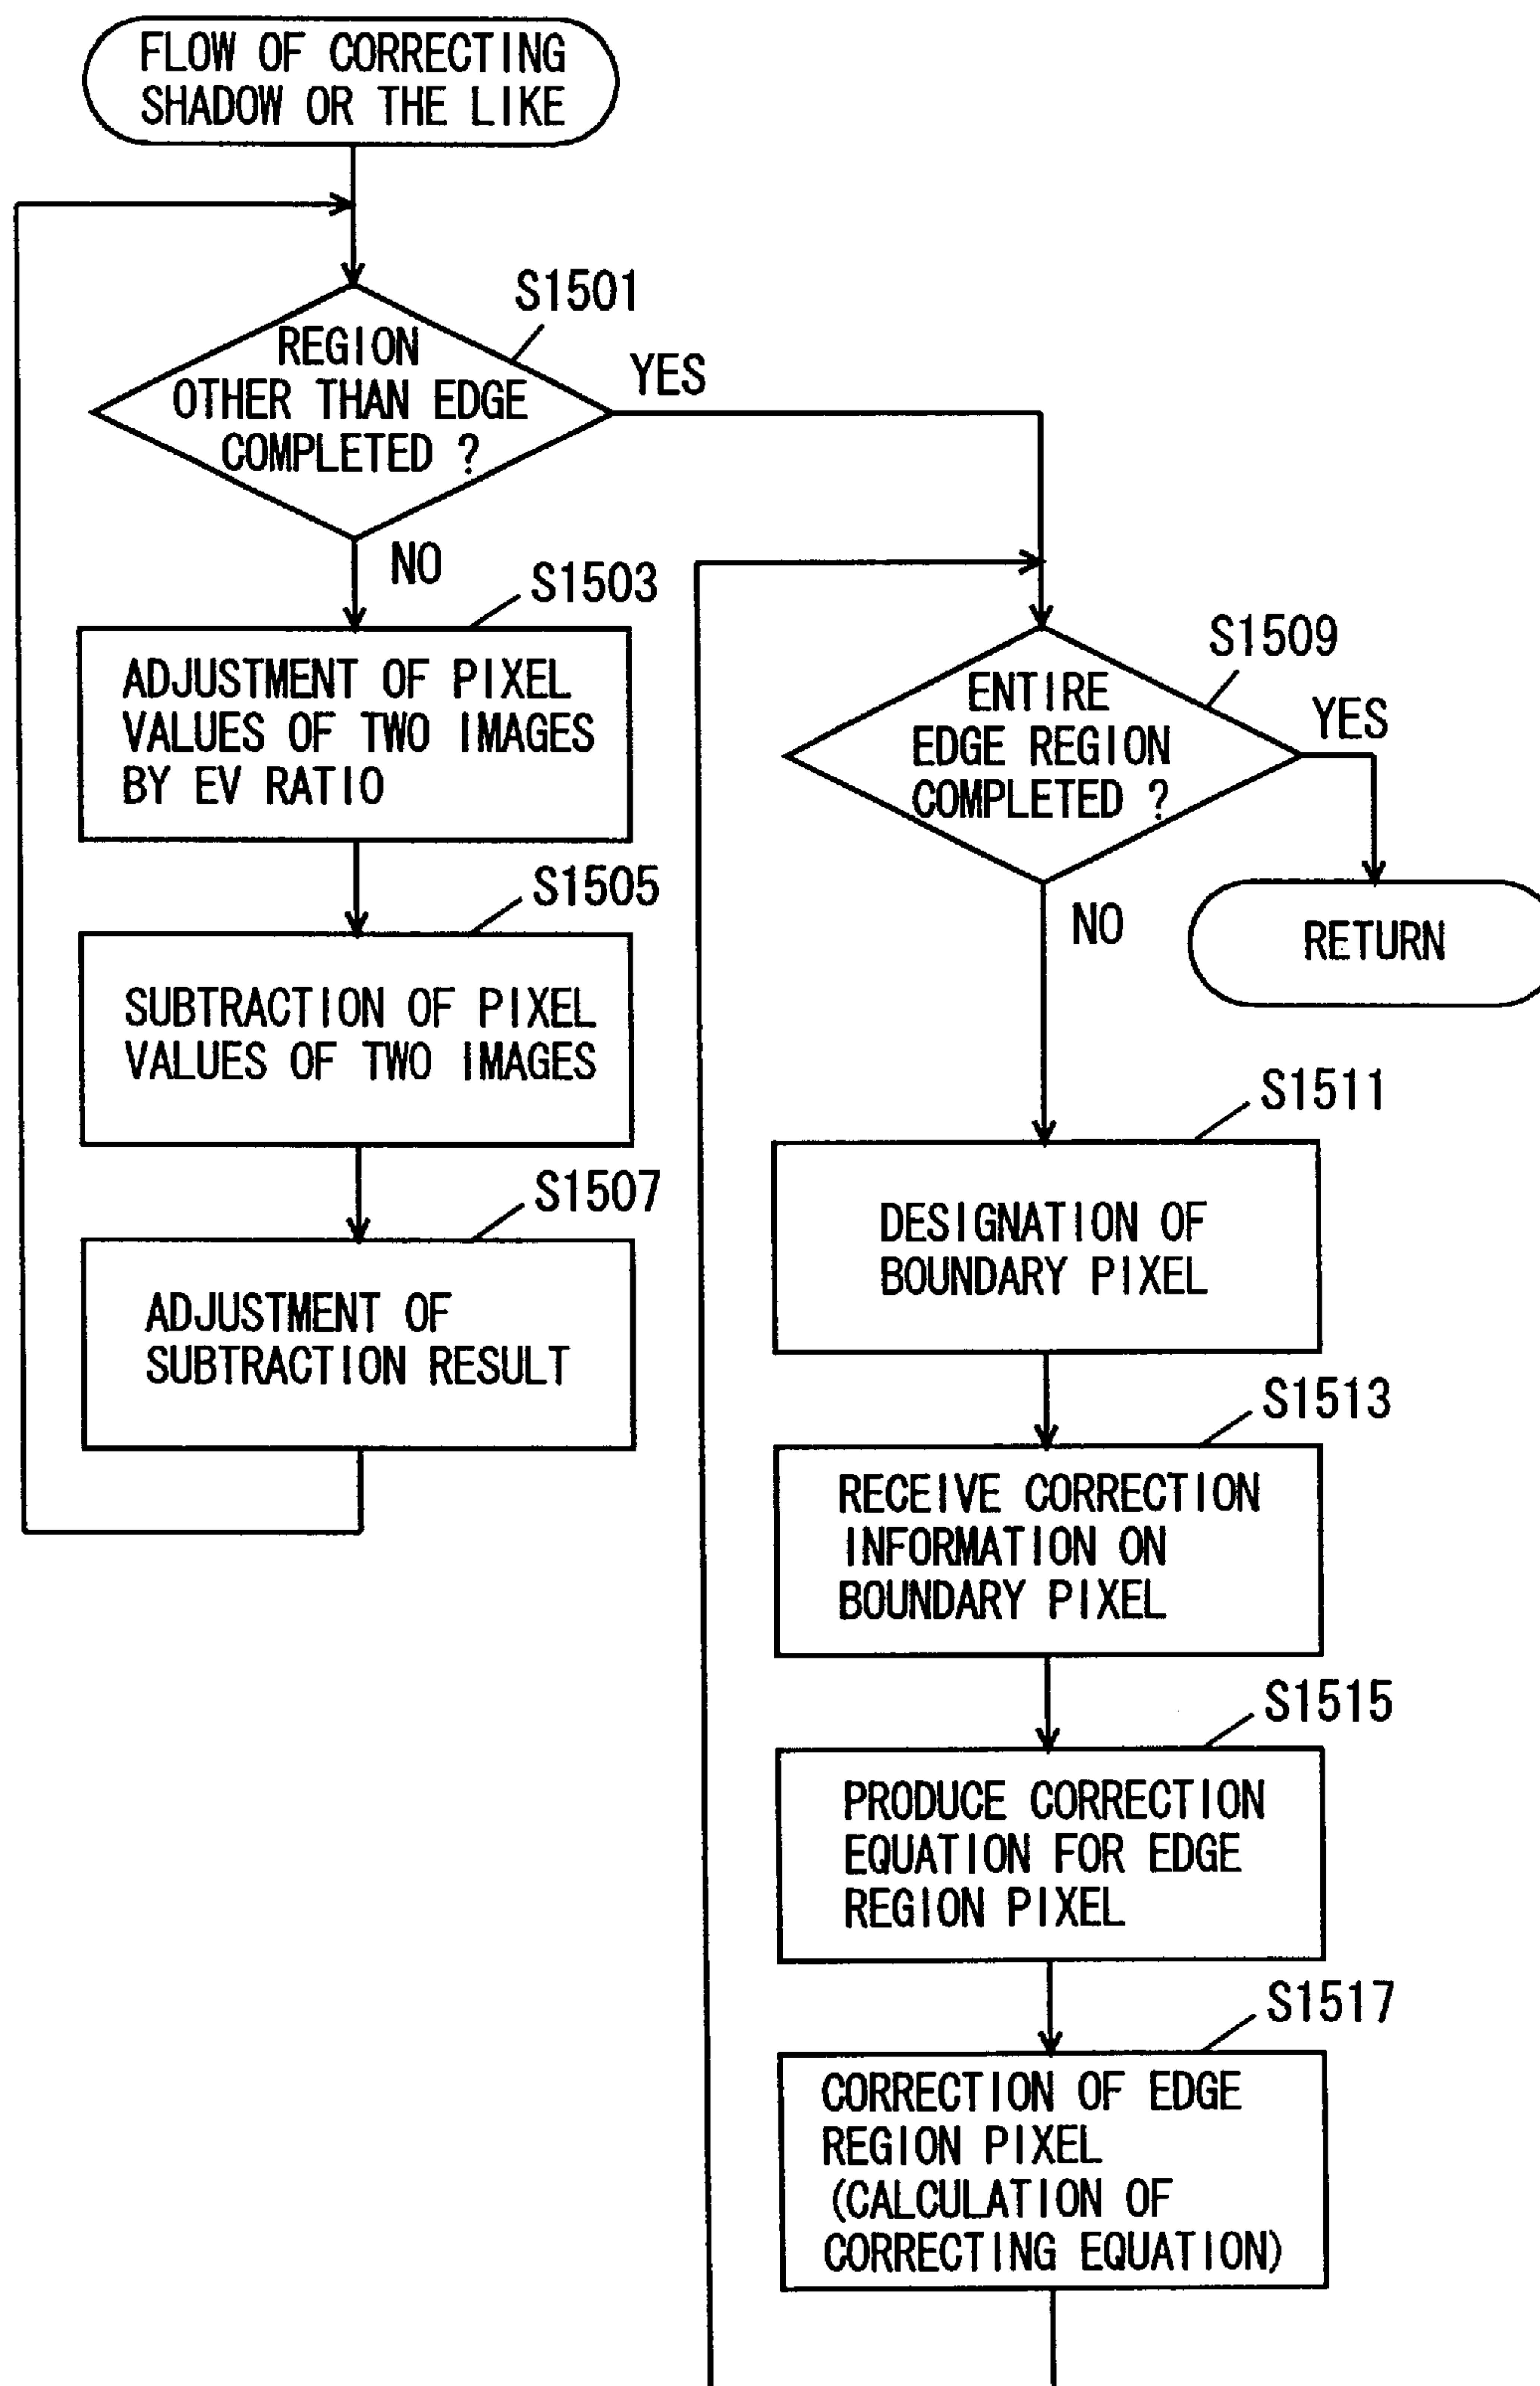 FLOW OF CORRECTING
SHADOW OR THE LIKE
S1501
REGION
OTHER THAN EDGE
COMPLETED ?
YES
NO
S1503
ADJUSTMENT OF PIXEL
VALUES OF TWO IMAGES
BY EV RATIO
S1505
SUBTRACTION OF PIXEL
VALUES OF TWO IMAGES
S1507
ADJUSTMENT OF
SUBTRACTION RESULT
S1509
ENTIRE
EDGE REGION
COMPLETED ?
YES
NO
RETURN
S1511
DESIGNATION OF
BOUNDARY PIXEL
S1513
RECEIVE CORRECTION
INFORMATION ON
BOUNDARY PIXEL
S1515
PRODUCE CORRECTION
EQUATION FOR EDGE
REGION PIXEL
S1517
CORRECTION OF EDGE
REGION PIXEL
(CALCULATION OF
CORRECTING EQUATION)